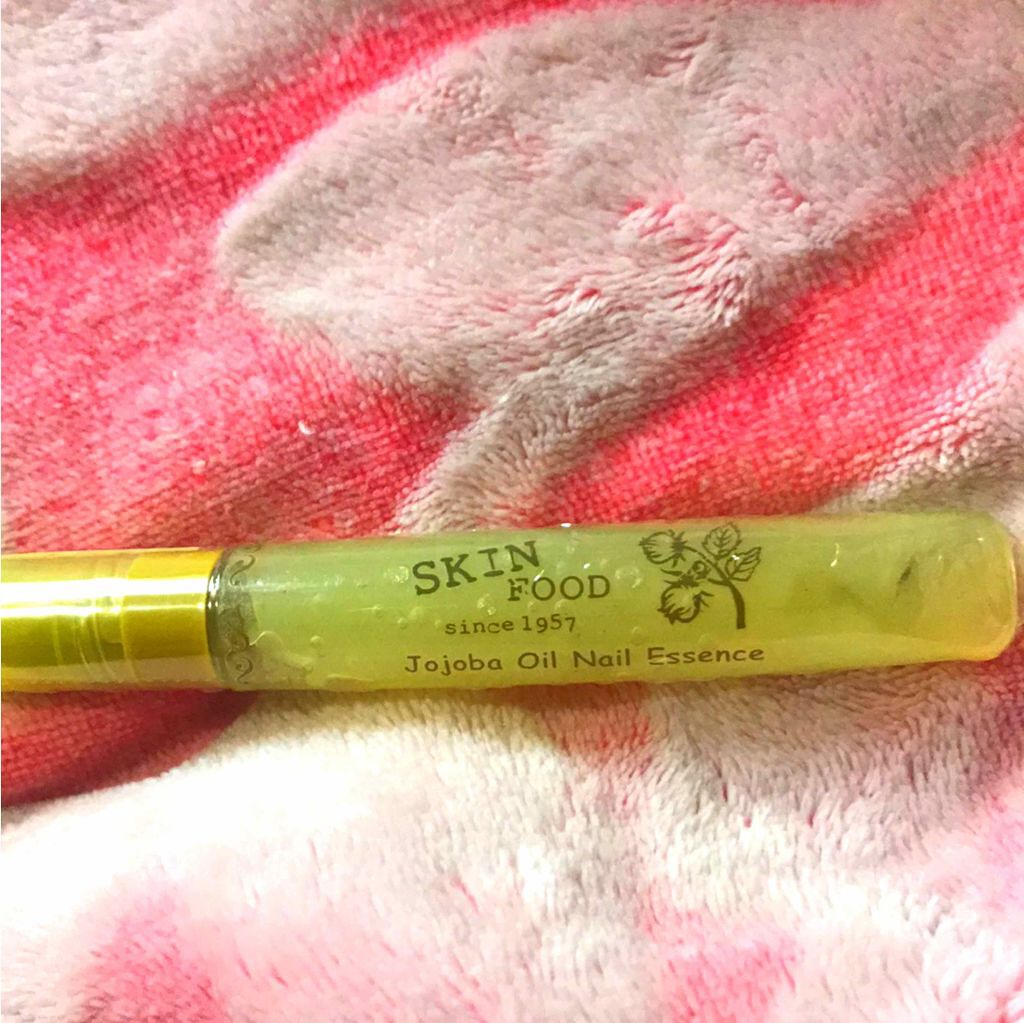 SKIN
FOOD
since 1957
Jojoba Oil Nail Essence